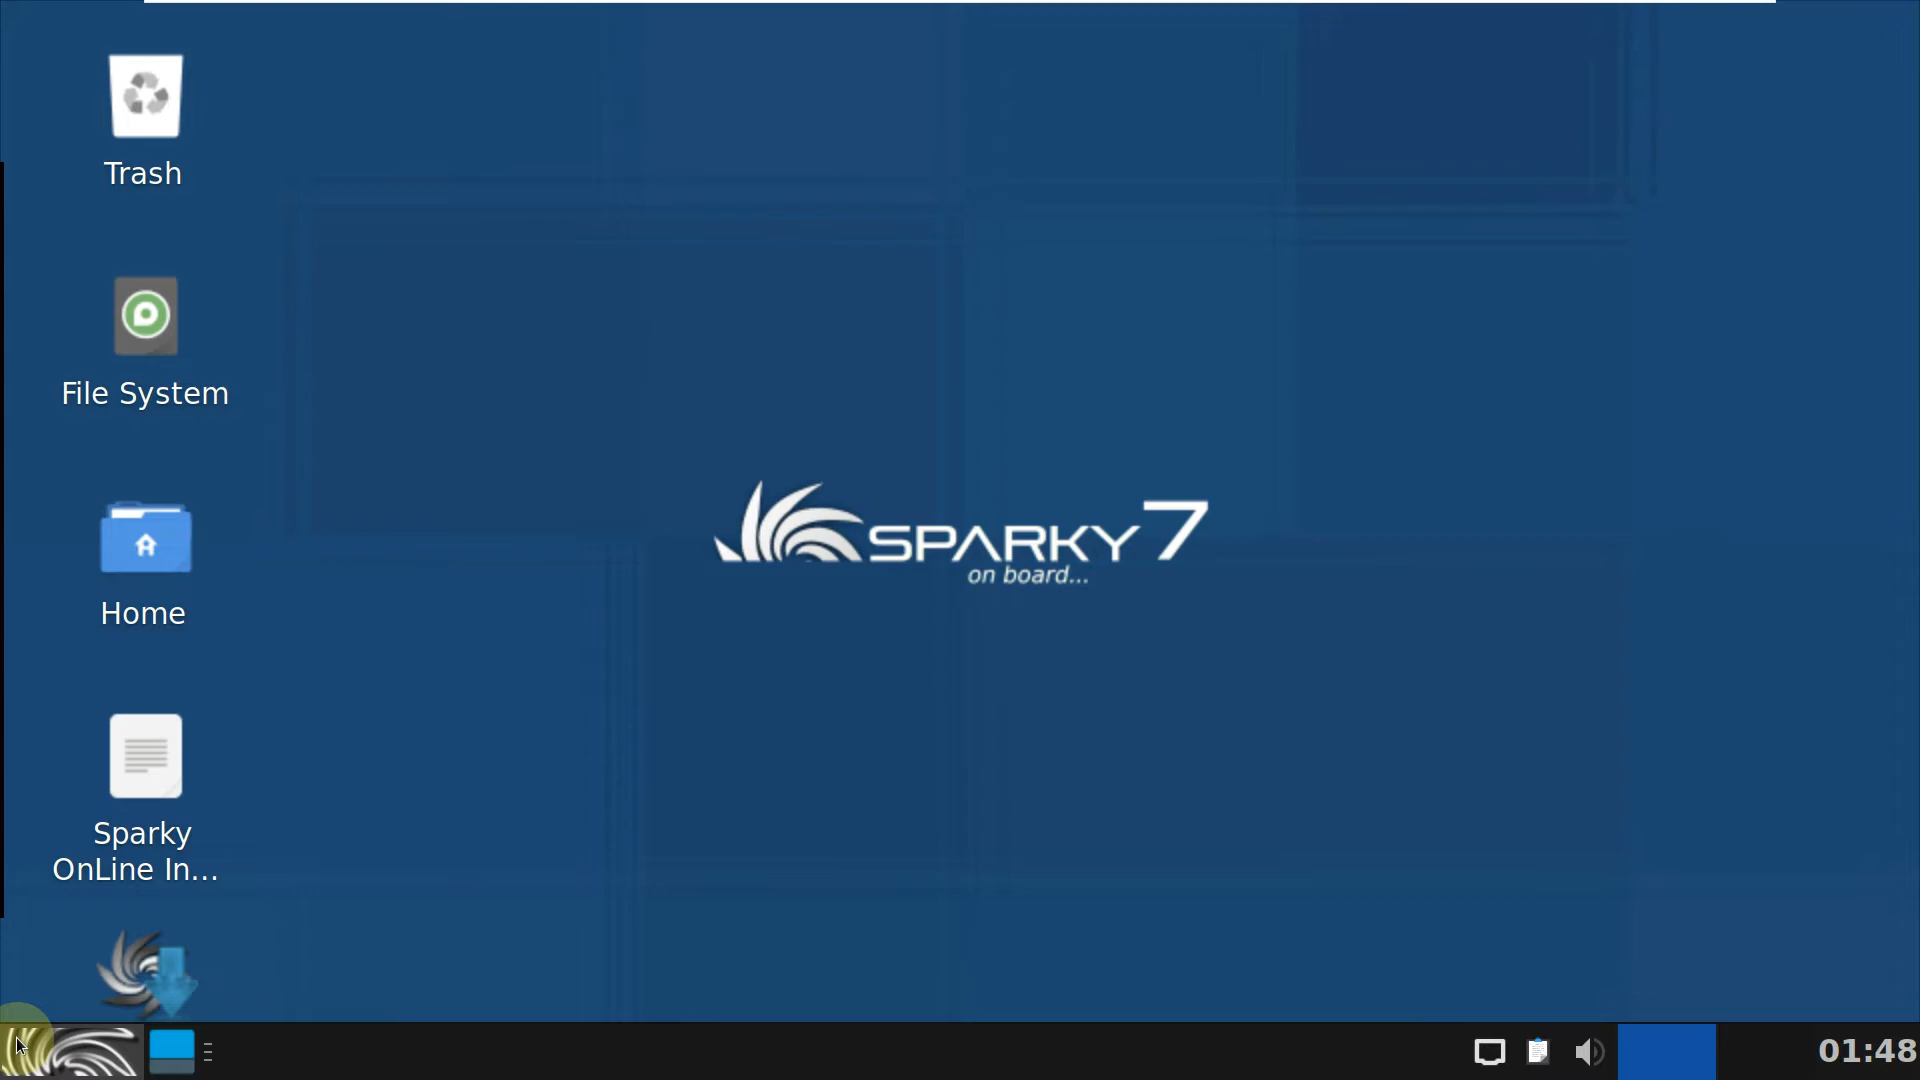 Trash
File System
Home
Sparky
OnLine In...
SPARKY 7
on board...
01:48